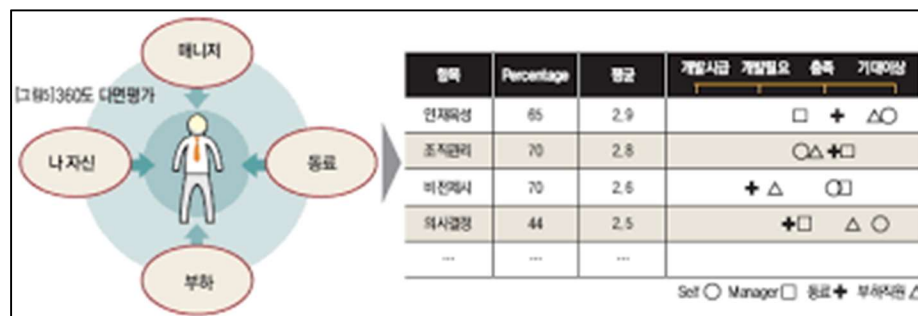 매니저
[그림5]360도 다면평가
나 자신
동료
부하
항목 Percentage 평균 개발시급 개발필요 충족 기대이상
인재육성 65 2.9
조직관리 70 2.8
비전제시 70 2.6
의사결정 44 2.5
... ... ...
Self ○ Manager □ 동료 ✚ 부하직원 △